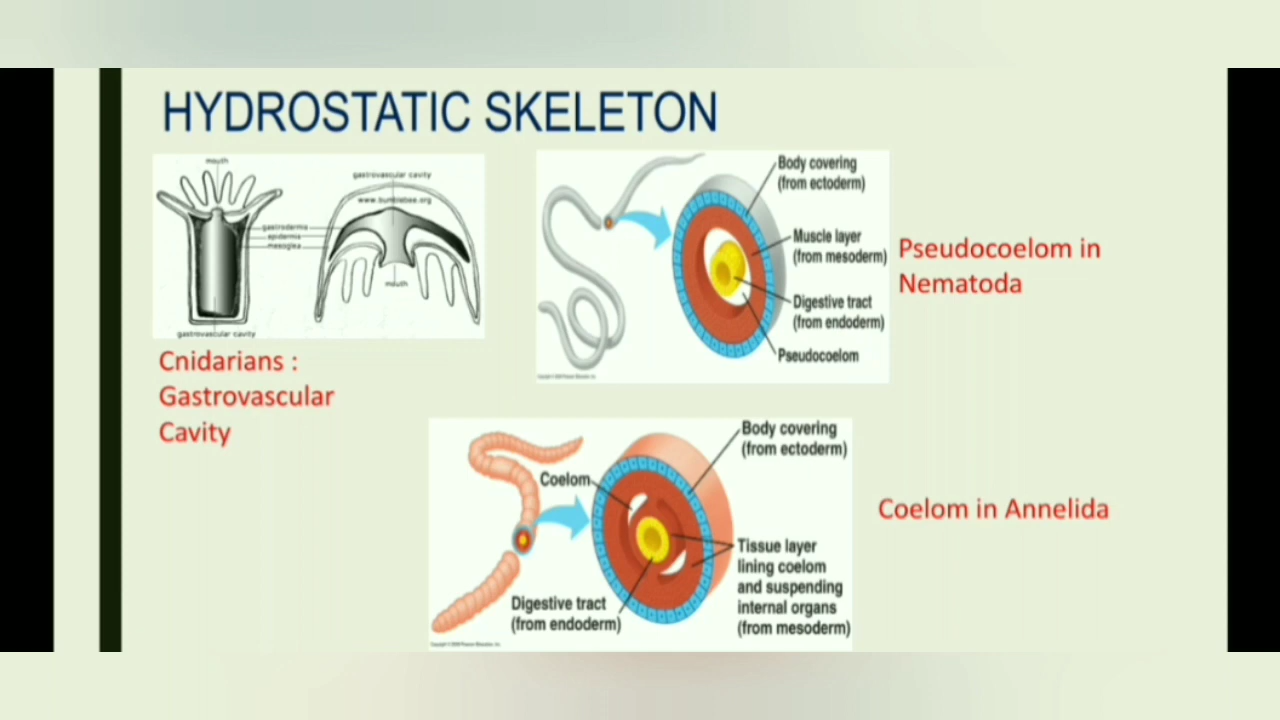 HYDROSTATIC SKELETON
mouth
gastrovascular cavity
www.bumblebee.org
gastrodermis
epidermis
mesoglea
mouth
gastrovascular cavity
Cnidarians :
Gastrovascular
Cavity
Body covering
(from ectoderm)
Muscle layer
(from mesoderm)
Digestive tract
(from endoderm)
Pseudocoelom
Pseudocoelom in
Nematoda
Body covering
(from ectoderm)
Coelom
Tissue layer
lining coelom
and suspending
internal organs
(from mesoderm)
Digestive tract
(from endoderm)
Coelom in Annelida